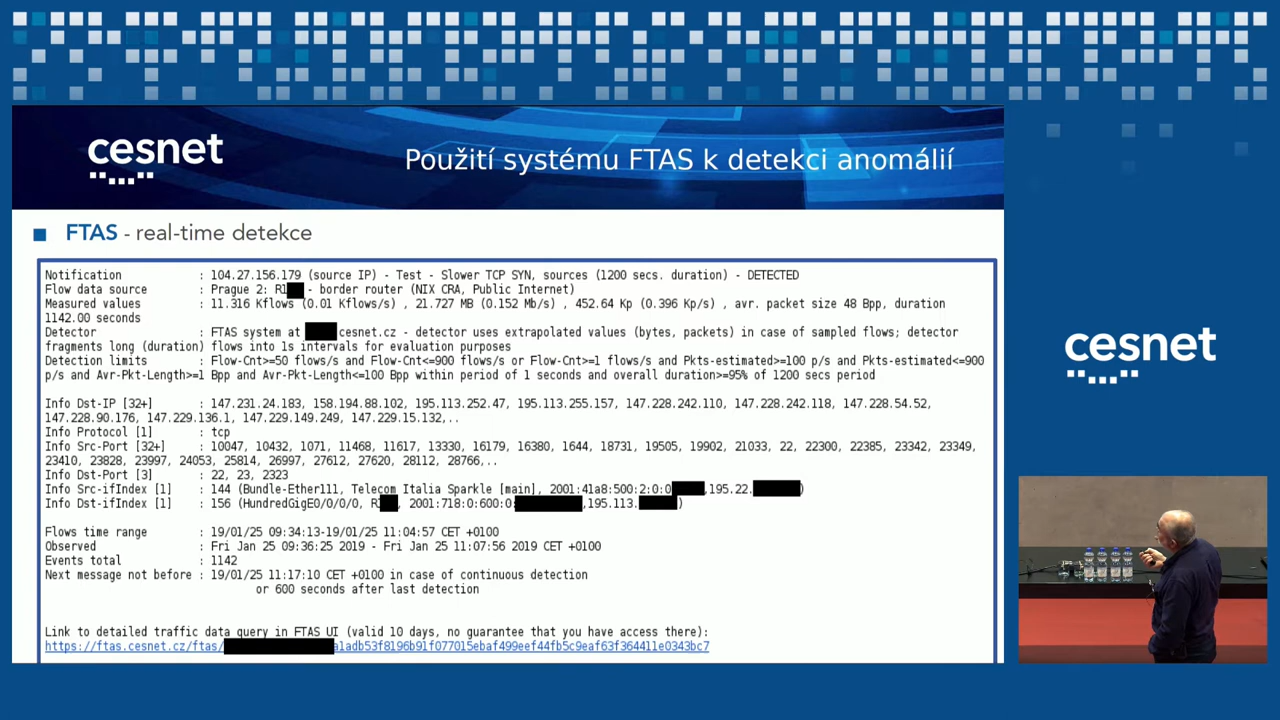 cesnet
Použití systému FTAS k detekci anomálií
FTAS - real-time detekce
Notification : 104.27.156.179 (source IP) - Test - Slower TCP SYN, sources (1200 secs. duration) - DETECTED
Flow data source : Prague 2: R1 - border router (NIX CRA, Public Internet)
Measured values : 11.316 Kflows (0.01 Kflows/s) , 21.727 MB (0.152 Mb/s) , 452.64 Kp (0.396 Kp/s) , avr. packet size 48 Bpp, duration
1142.00 seconds
Detector : FTAS system at cesnet.cz - detector uses extrapolated values (bytes, packets) in case of sampled flows; detector
fragments long (duration) flows into 1s intervals for evaluation purposes
Detection limits : Flow-Cnt>=50 flows/s and Flow-Cnt<=900 flows/s or Flow-Cnt>=1 flows/s and Pkts-estimated>=100 p/s and Pkts-estimated<=900
p/s and Avr-Pkt-Length>=1 Bpp and Avr-Pkt-Length<=100 Bpp within period of 1 seconds and overall duration>=95% of 1200 secs period
Info Dst-IP [32+] : 147.231.24.183, 158.194.88.102, 195.113.252.47, 195.113.255.157, 147.228.242.110, 147.228.242.118, 147.228.54.52,
147.228.90.176, 147.229.136.1, 147.229.149.249, 147.229.15.132,..
Info Protocol [1] : tcp
Info Src-Port [32+] : 10047, 10432, 1071, 11468, 11617, 13330, 16179, 16380, 1644, 18731, 19505, 19902, 21033, 22, 22300, 22385, 23342, 23349,
23410, 23828, 23997, 24053, 25814, 26997, 27612, 27620, 28112, 28766,..
Info Dst-Port [3] : 22, 23, 2323
Info Src-ifIndex [1] : 144 (Bundle-Ether111, Telecom Italia Sparkle [main], 2001:41a8:500:2:0:0 ,195.22. )
Info Dst-ifIndex [1] : 156 (HundredGigE0/0/0/0, R , 2001:718:0:600:0: ,195.113. )
Flows time range : 19/01/25 09:34:13-19/01/25 11:04:57 CET +0100
Observed : Fri Jan 25 09:36:25 2019 - Fri Jan 25 11:07:56 2019 CET +0100
Events total : 1142
Next message not before : 19/01/25 11:17:10 CET +0100 in case of continuous detection
or 600 seconds after last detection
Link to detailed traffic data query in FTAS UI (valid 10 days, no guarantee that you have access there):
https://ftas.cesnet.cz/ftas/ a1adb53f8196b91f077015ebaf499eef44fb5c9eaf63f364411e0343bc7
cesnet